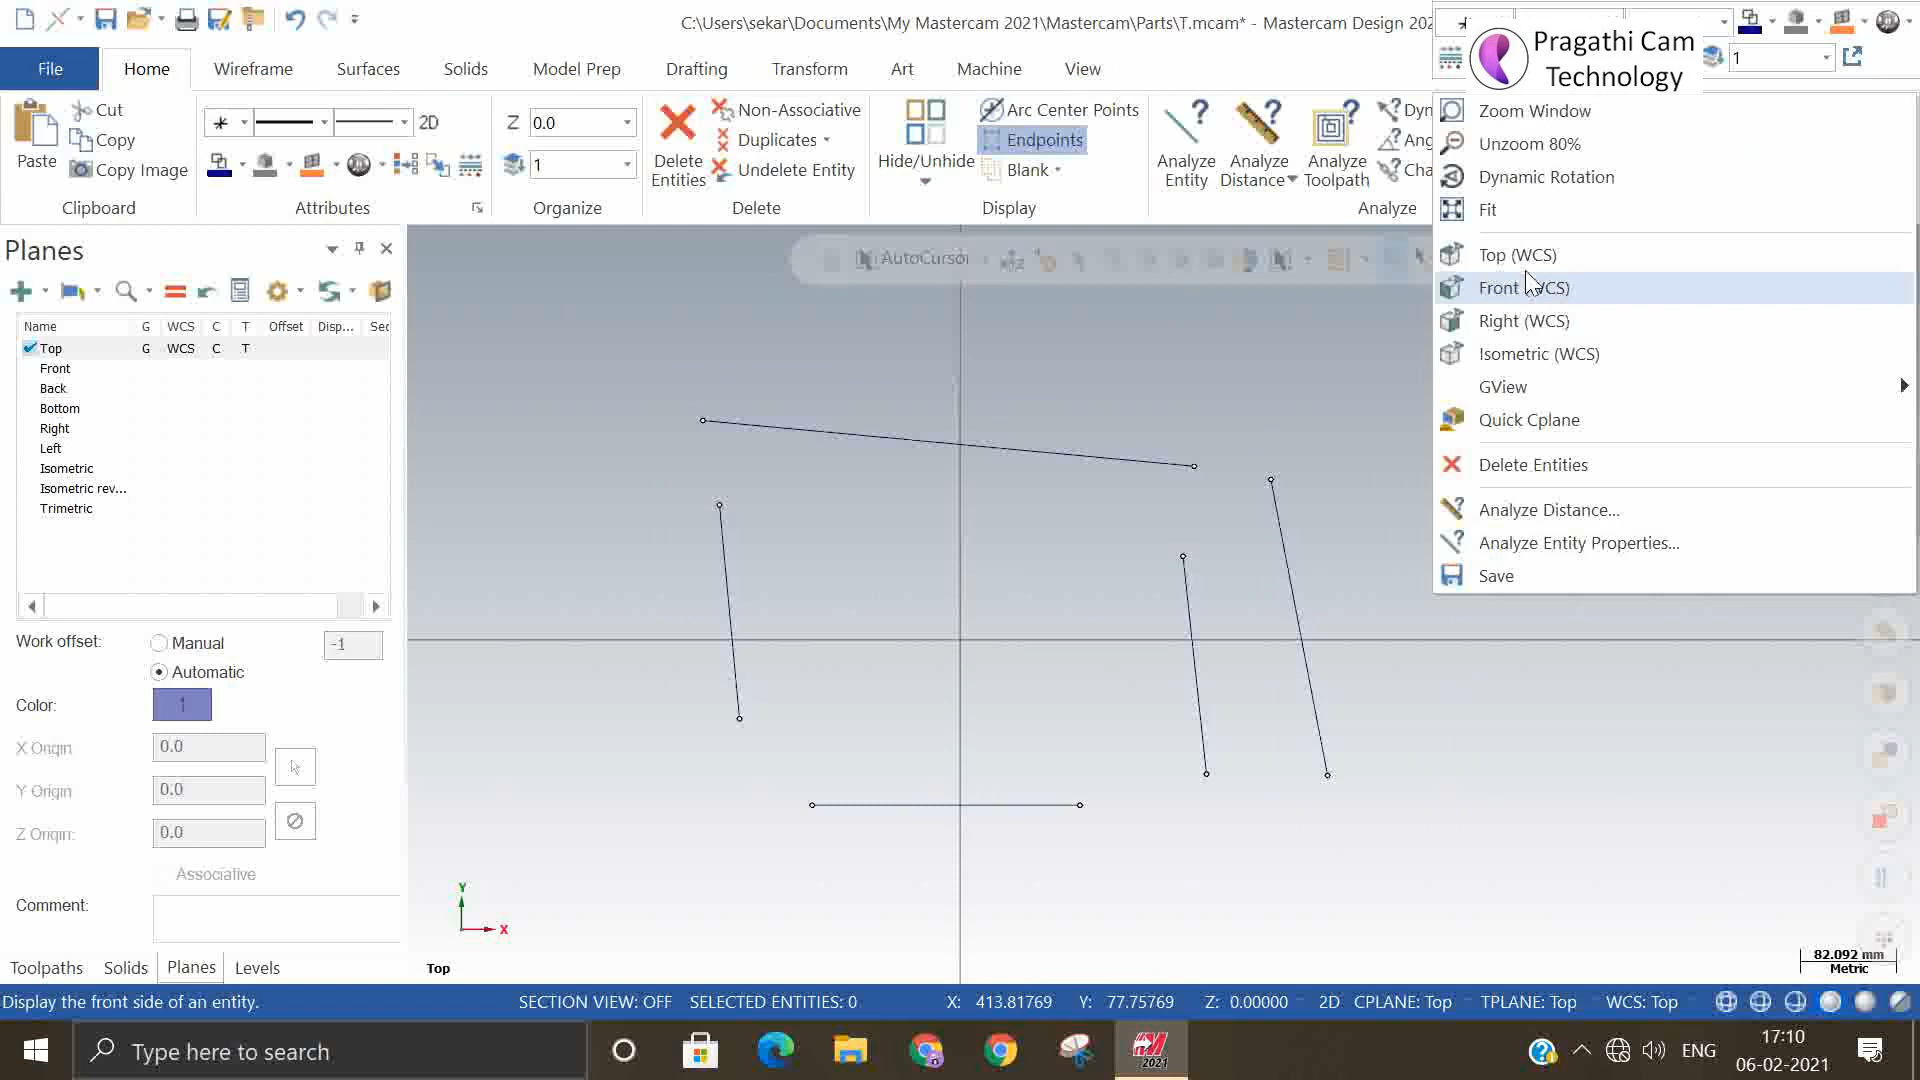 C:\Users\sekar\Documents\My Mastercam 2021\Mastercam\Parts\T.mcam* - Mastercam Design 202
Pragathi Cam
Technology
1
File
Home
Wireframe
Surfaces
Solids
Model Prep
Drafting
Transform
Art
Machine
View
Paste
Cut
Copy
Copy Image
Clipboard
2D
Attributes
Z
0.0
1
Organize
Delete
Entities
Non-Associative
Duplicates
Undelete Entity
Delete
Hide/Unhide
Arc Center Points
Endpoints
Blank
Display
Analyze
Entity
Analyze
Distance
Analyze
Toolpath
Dyn
Ang
Cha
Analyze
Zoom Window
Unzoom 80%
Dynamic Rotation
Fit
Top (WCS)
Front (WCS)
Right (WCS)
Isometric (WCS)
GView
Quick Cplane
Delete Entities
Analyze Distance...
Analyze Entity Properties...
Save
AutoCursor
Planes
Name G WCS C T Offset Disp... Sec
Top G WCS C T
Front
Back
Bottom
Right
Left
Isometric
Isometric rev...
Trimetric
Work offset:
Manual
-1
Automatic
Color:
1
X Origin
0.0
Y Origin
0.0
Z Origin:
0.0
Associative
Comment:
Y
X
Top
82.092 mm
Metric
Toolpaths
Solids
Planes
Levels
Display the front side of an entity.
SECTION VIEW: OFF
SELECTED ENTITIES: 0
X: 413.81769
Y: 77.75769
Z: 0.00000
2D
CPLANE: Top
TPLANE: Top
WCS: Top
Type here to search
2021
ENG
17:10
06-02-2021